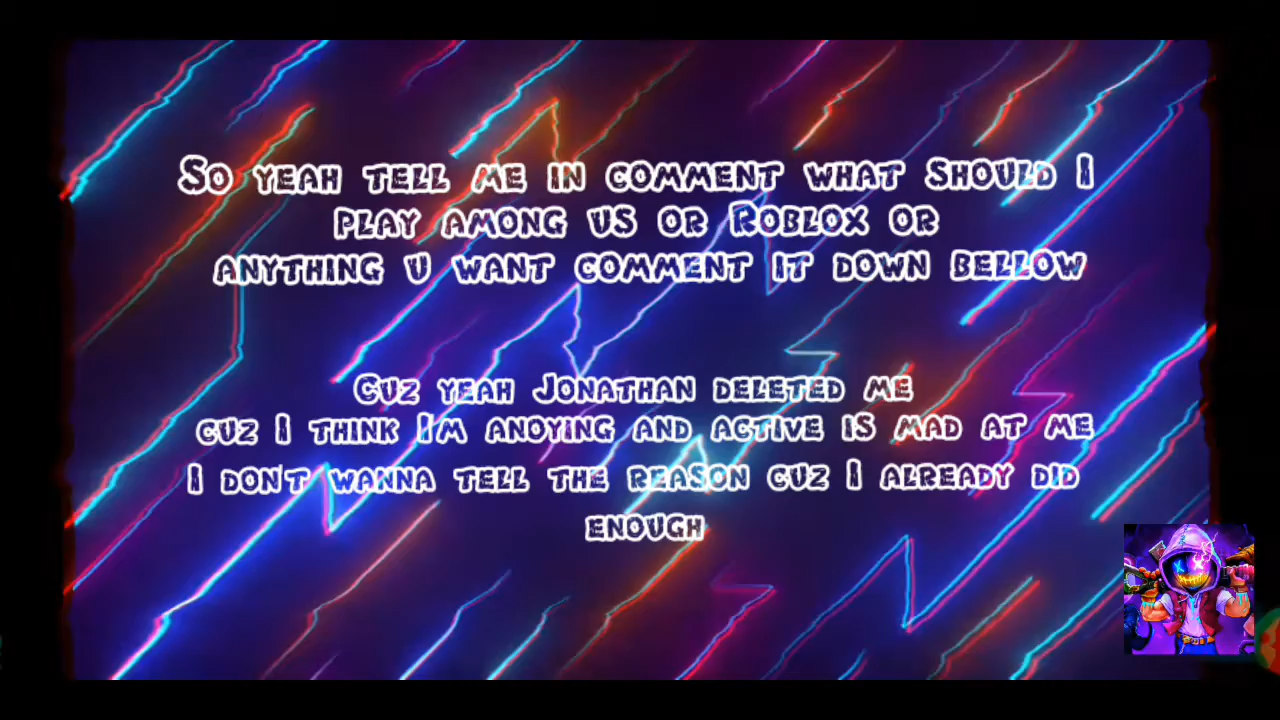 So yeah tell me in comment what should I
play among us or Roblox or
anything u want comment it down bellow
Cuz yeah Jonathan deleted me
cuz I think I'm anoying and active is mad at me
I don't wanna tell the reason cuz I already did
enough